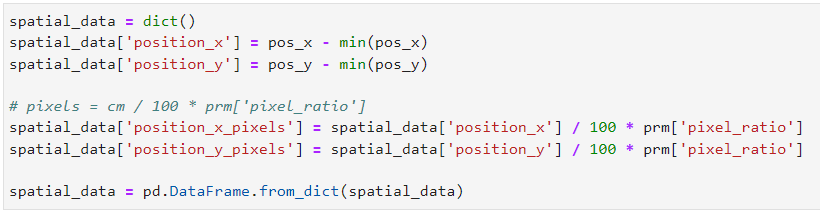 spatial_data = dict()
spatial_data['position_x'] = pos_x - min(pos_x)
spatial_data['position_y'] = pos_y - min(pos_y)
# pixels = cm / 100 * prm['pixel_ratio']
spatial_data['position_x_pixels'] = spatial_data['position_x'] / 100 * prm['pixel_ratio']
spatial_data['position_y_pixels'] = spatial_data['position_y'] / 100 * prm['pixel_ratio']
spatial_data = pd.DataFrame.from_dict(spatial_data)